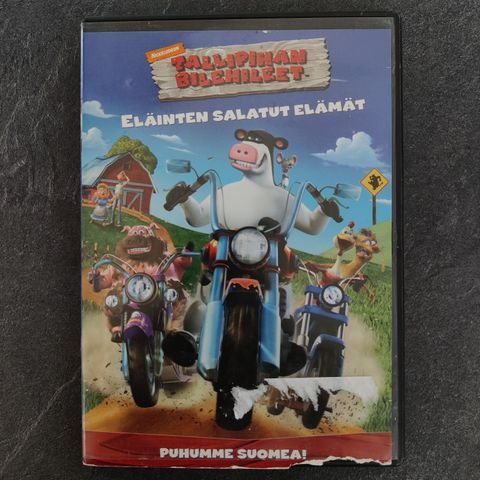 NICKELODEON
TALLIPIHAN
BILEHILEET
ELÄINTEN SALATUT ELÄMÄT
PUHUMME SUOMEA!